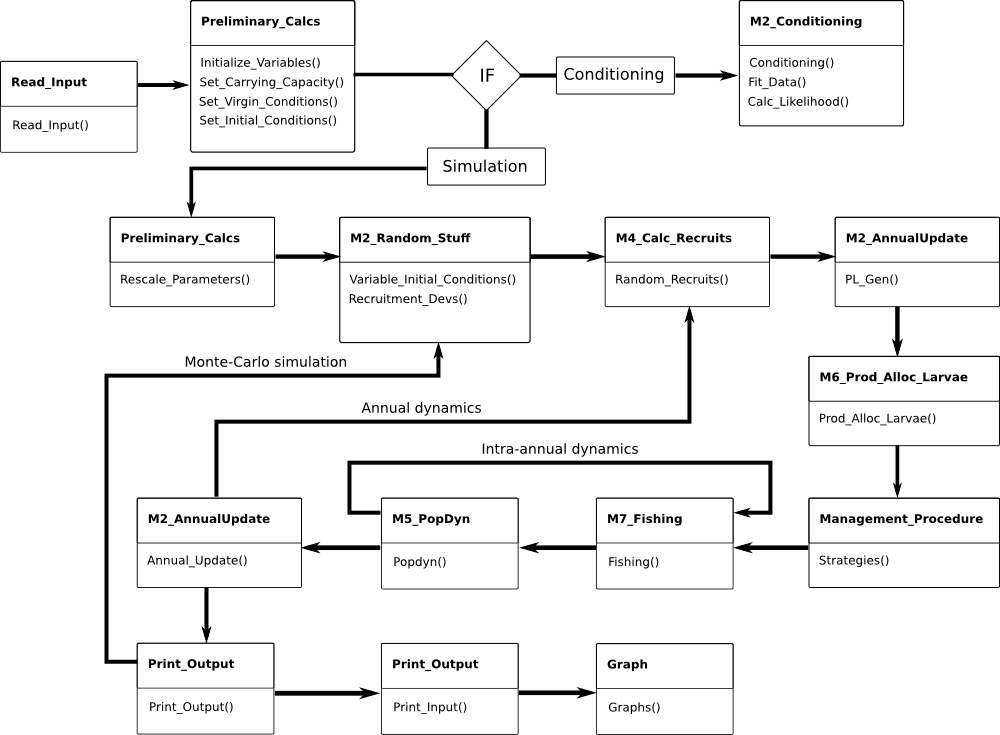 Read_Input
Read_Input()
Preliminary_Calcs
Initialize_Variables()
Set_Carrying_Capacity()
Set_Virgin_Conditions()
Set_Initial_Conditions()
IF
Conditioning
M2_Conditioning
Conditioning()
Fit_Data()
Calc_Likelihood()
Simulation
Preliminary_Calcs
Rescale_Parameters()
M2_Random_Stuff
Variable_Initial_Conditions()
Recruitment_Devs()
M4_Calc_Recruits
Random_Recruits()
M2_AnnualUpdate
PL_Gen()
Monte-Carlo simulation
M6_Prod_Alloc_Larvae
Prod_Alloc_Larvae()
Annual dynamics
Intra-annual dynamics
M2_AnnualUpdate
Annual_Update()
M5_PopDyn
Popdyn()
M7_Fishing
Fishing()
Management_Procedure
Strategies()
Print_Output
Print_Output()
Print_Output
Print_Input()
Graph
Graphs()